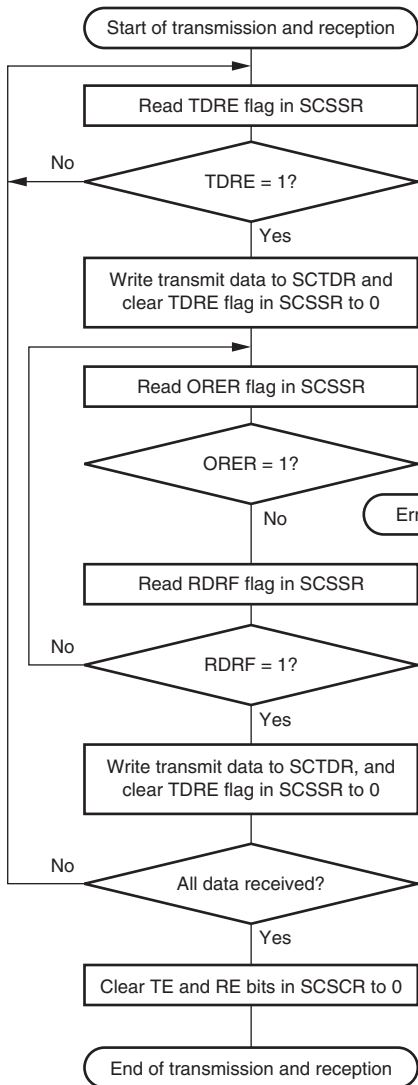 Start of transmission and reception
Read TDRE flag in SCSSR
No
TDRE = 1?
Yes
Write transmit data to SCTDR and
clear TDRE flag in SCSSR to 0
Read ORER flag in SCSSR
ORER = 1?
No
Read RDRF flag in SCSSR
No
RDRF = 1?
Yes
Write transmit data to SCTDR, and
clear TDRE flag in SCSSR to 0
No
All data received?
Yes
Clear TE and RE bits in SCSCR to 0
End of transmission and reception